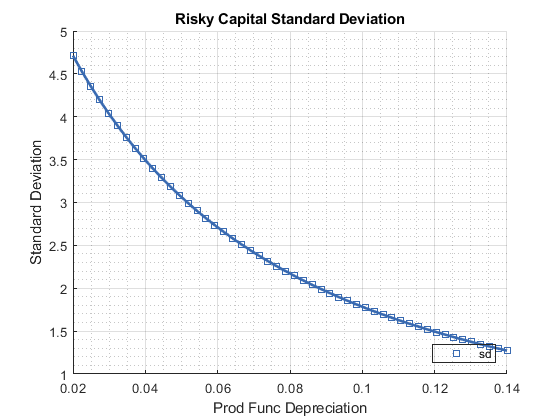 Risky Capital Standard Deviation
5
4.5
4
3.5
3
2.5
2
1.5
1
Standard Deviation
sd
0.02 0.04 0.06 0.08 0.1 0.12 0.14
Prod Func Depreciation